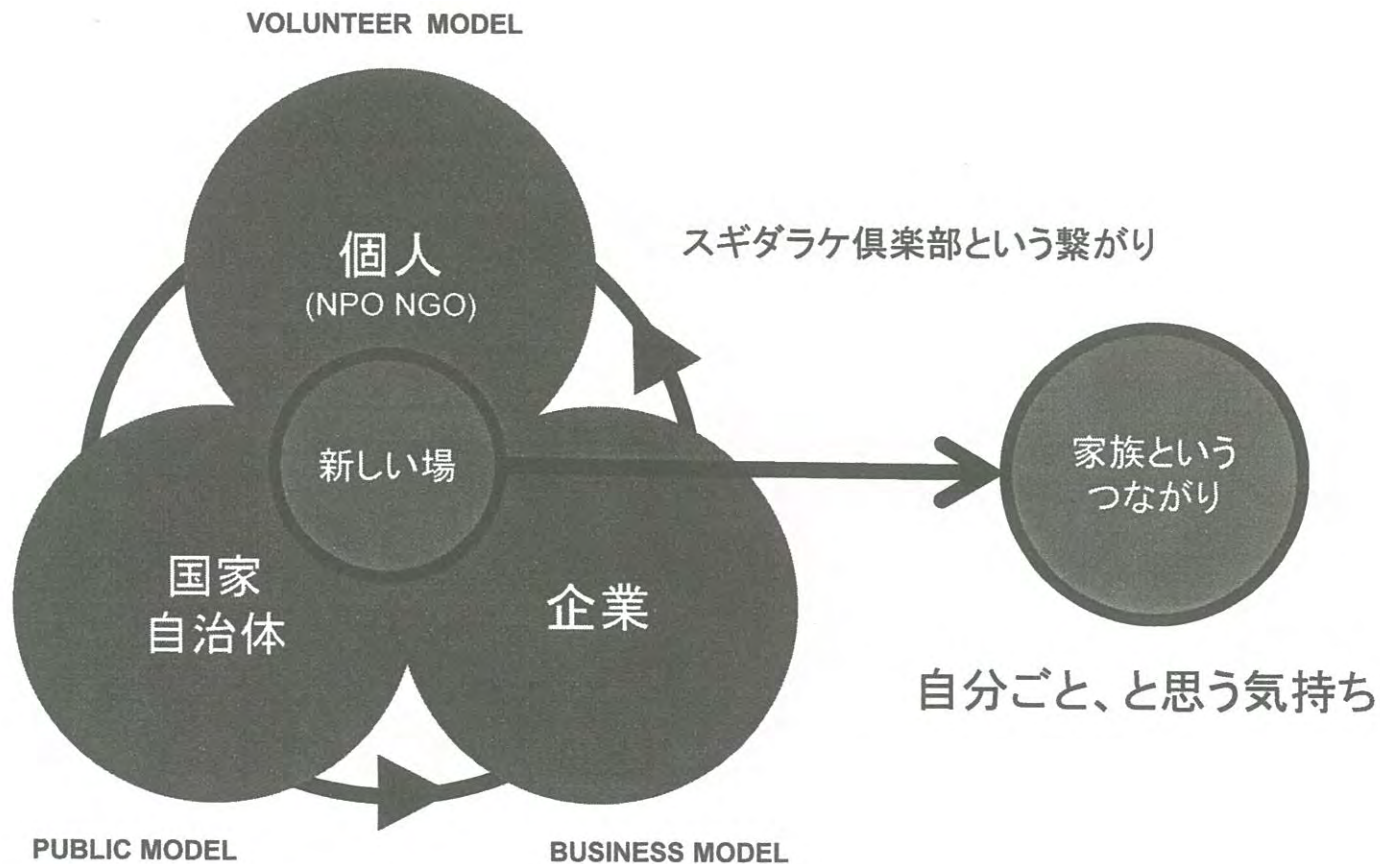 VOLUNTEER MODEL
個人
(NPO NGO)
スギダラケ倶楽部という繋がり
新しい場
家族という
つながり
国家
自治体
企業
自分ごと、と思う気持ち
PUBLIC MODEL
BUSINESS MODEL